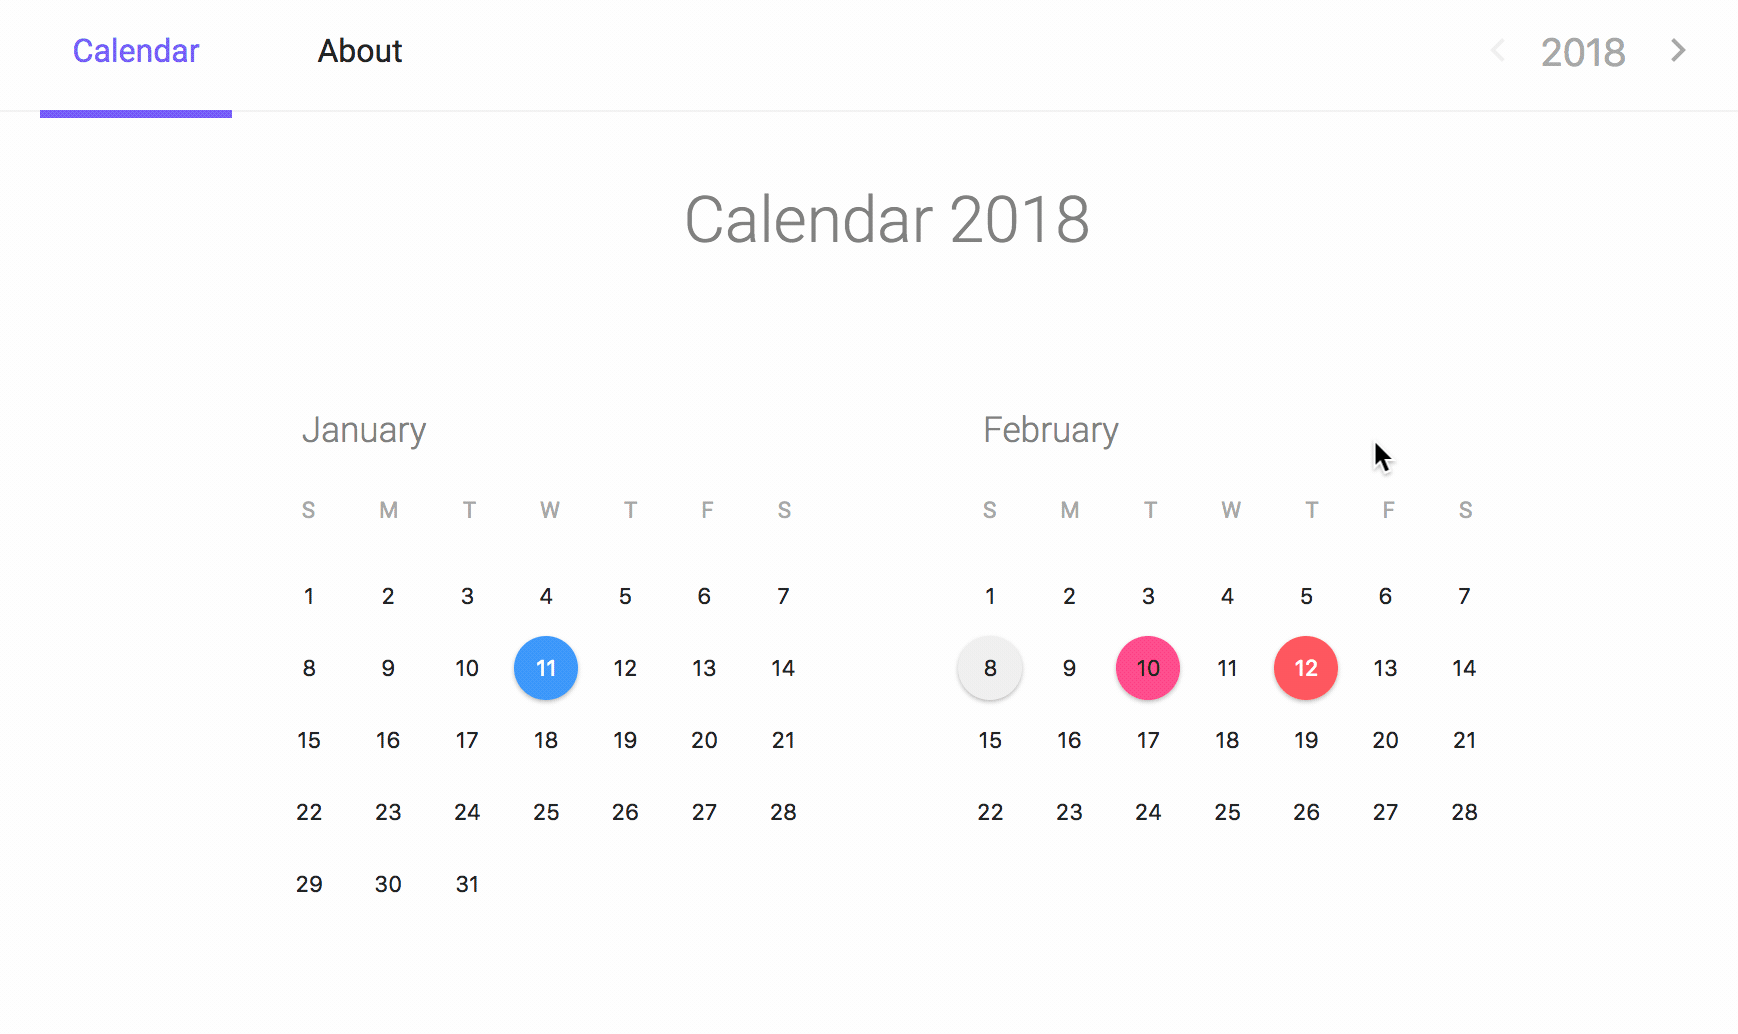 Calendar About 2018
Calendar 2018
January
S M T W T F S
1 2 3 4 5 6 7
8 9 10 11 12 13 14
15 16 17 18 19 20 21
22 23 24 25 26 27 28
29 30 31
February
S M T W T F S
1 2 3 4 5 6 7
8 9 10 11 12 13 14
15 16 17 18 19 20 21
22 23 24 25 26 27 28